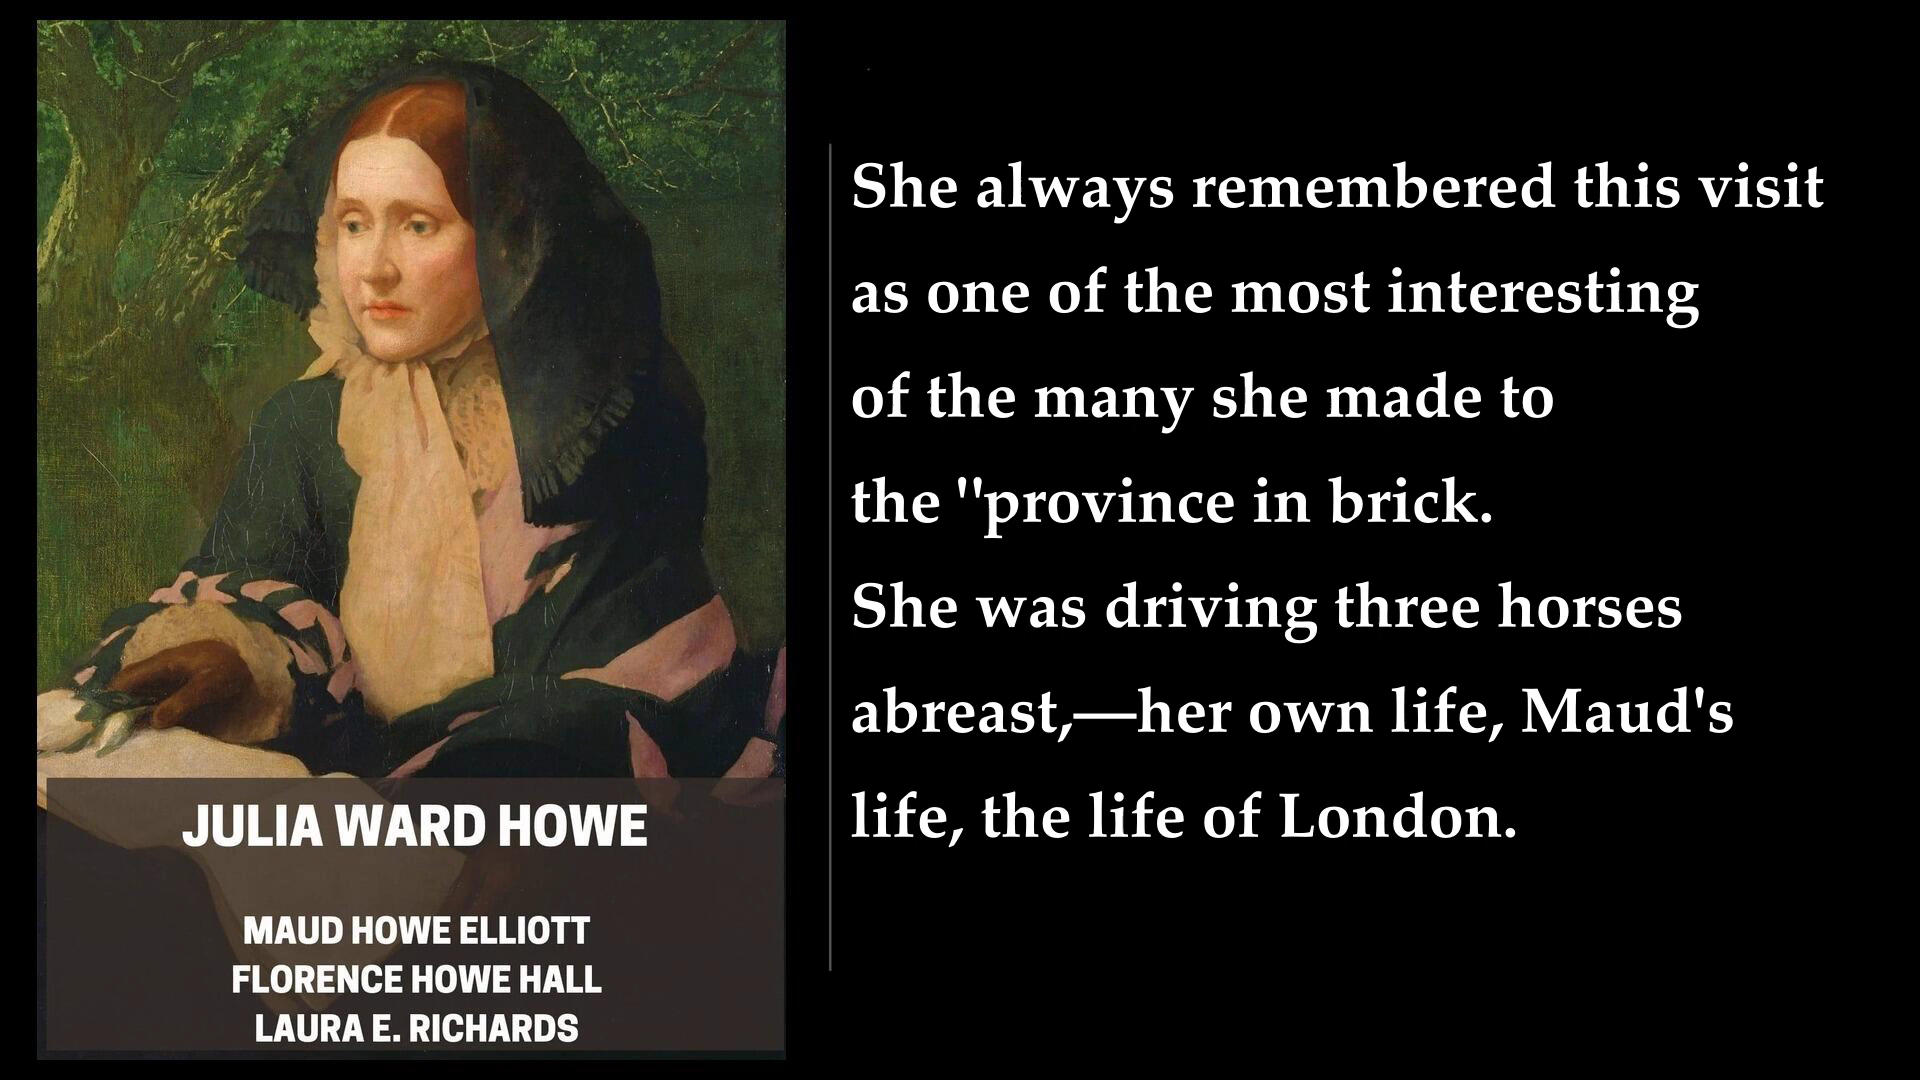 JULIA WARD HOWE
MAUD HOWE ELLIOTT
FLORENCE HOWE HALL
LAURA E. RICHARDS
She always remembered this visit
as one of the most interesting
of the many she made to
the "province in brick.
She was driving three horses
abreast,—her own life, Maud's
life, the life of London.